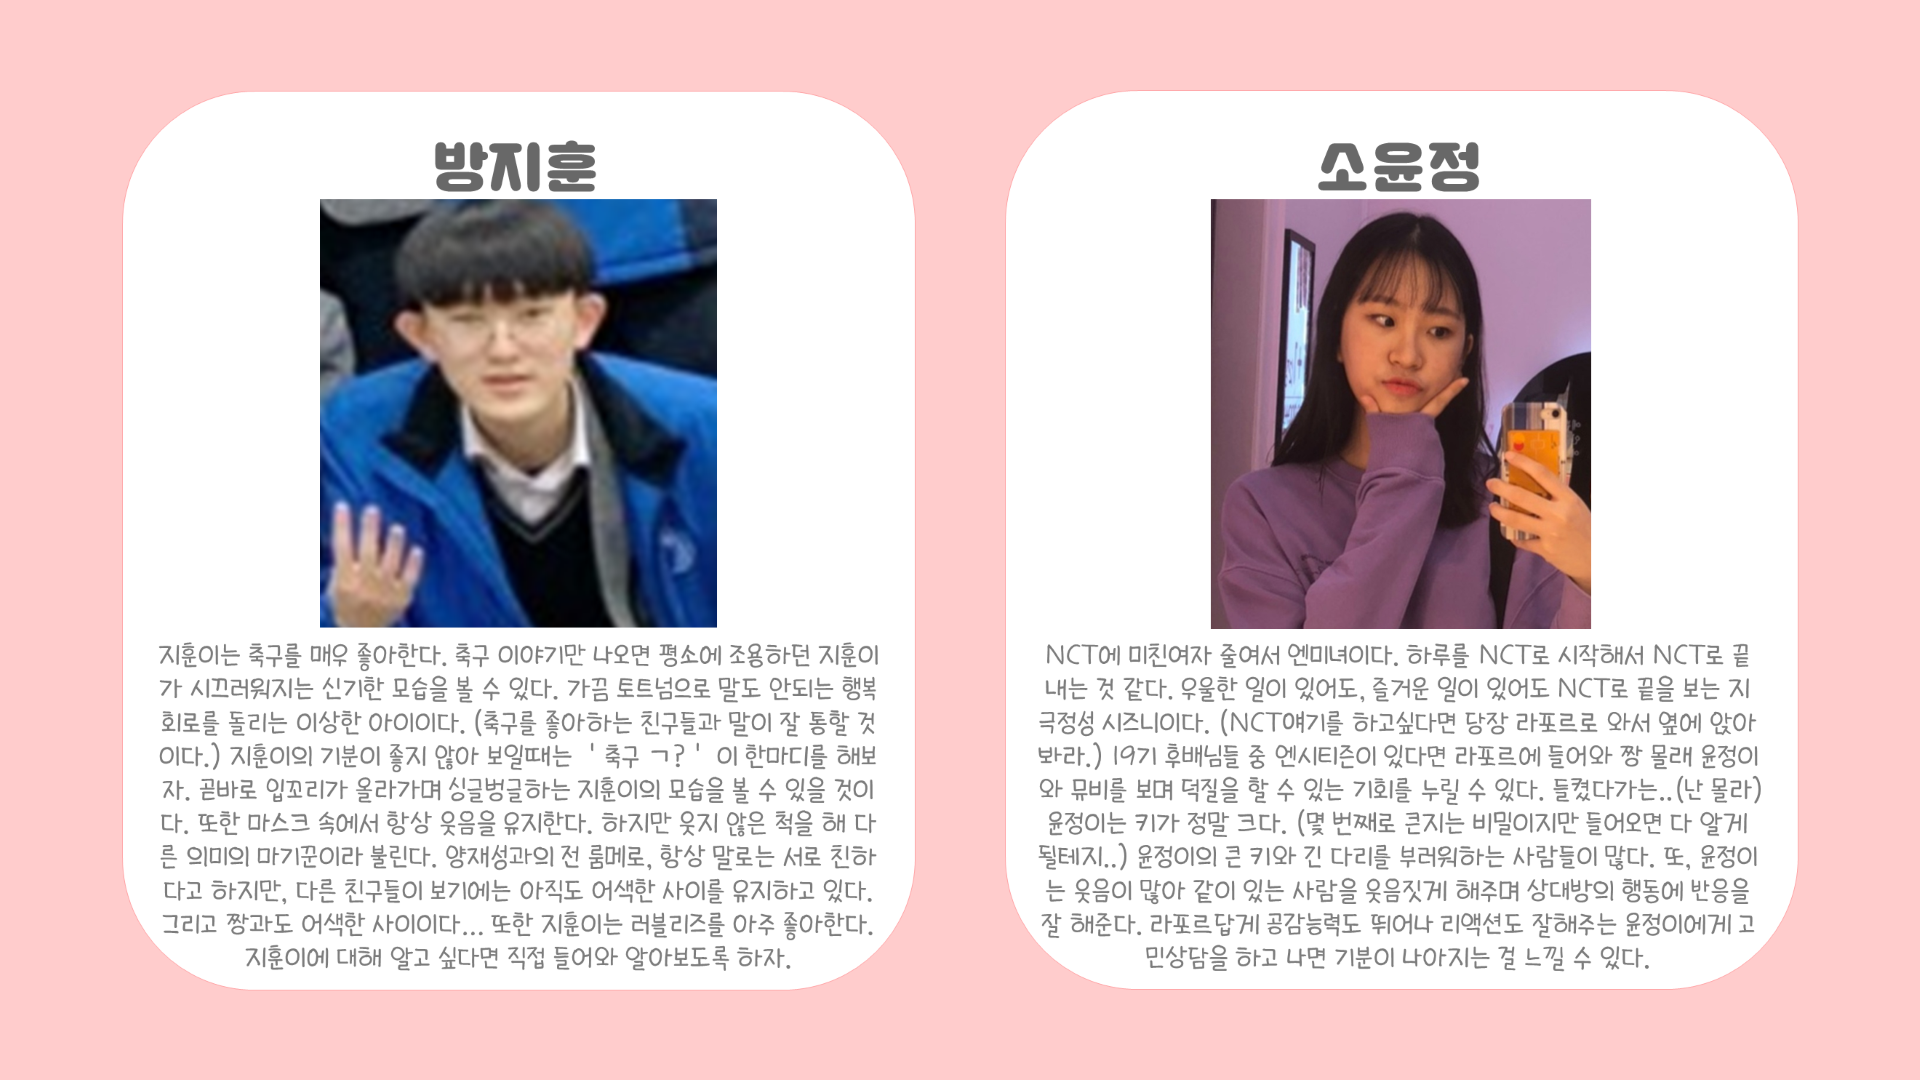 방지훈
지훈이는 축구를 매우 좋아한다. 축구 이야기만 나오면 평소에 조용하던 지훈이
가 시끄러워지는 신기한 모습을 볼 수 있다. 가끔 토트넘으로 말도 안되는 행복
회로를 돌리는 이상한 아이이다. (축구를 좋아하는 친구들과 말이 잘 통할 것
이다.) 지훈이의 기분이 좋지 않아 보일때는 '축구 ㄱ?' 이 한마디를 해보
자. 곧바로 입꼬리가 올라가며 싱글벙글하는 지훈이의 모습을 볼 수 있을 것이
다. 또한 마스크 속에서 항상 웃음을 유지한다. 하지만 웃지 않은 척을 해 다
른 의미의 마기꾼이라 불린다. 양재성과의 전 룸메로, 항상 말로는 서로 친하
다고 하지만, 다른 친구들이 보기에는 아직도 어색한 사이를 유지하고 있다.
그리고 짱과도 어색한 사이이다... 또한 지훈이는 러블리즈를 아주 좋아한다.
지훈이에 대해 알고 싶다면 직접 들어와 알아보도록 하자.
소윤정
NCT에 미친여자 줄여서 엔미녀이다. 하루를 NCT로 시작해서 NCT로 끝
내는 것 같다. 우울한 일이 있어도, 즐거운 일이 있어도 NCT로 끝을 보는 지
극정성 시즈니이다. (NCT얘기를 하고싶다면 당장 라포르로 와서 옆에 앉아
봐라.) 19기 후배님들 중 엔시티즌이 있다면 라포르에 들어와 짱 몰래 윤정이
와 뮤비를 보며 덕질을 할 수 있는 기회를 누릴 수 있다. 들켰다가는..(난 몰라)
윤정이는 키가 정말 크다. (몇 번째로 큰지는 비밀이지만 들어오면 다 알게
될테지..) 윤정이의 큰 키와 긴 다리를 부러워하는 사람들이 많다. 또, 윤정이
는 웃음이 많아 같이 있는 사람을 웃음짓게 해주며 상대방의 행동에 반응을
잘 해준다. 라포르답게 공감능력도 뛰어나 리액션도 잘해주는 윤정이에게 고
민상담을 하고 나면 기분이 나아지는 걸 느낄 수 있다.